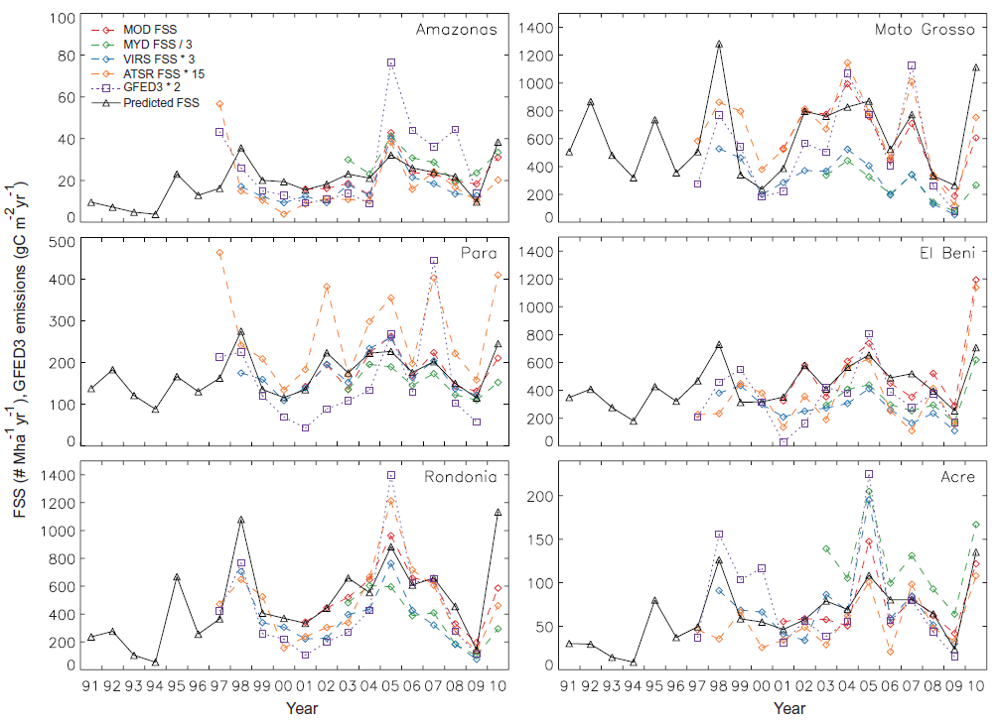 FSS (# Mha⁻¹ yr⁻¹), GFED3 emissions (gC m⁻² yr⁻¹)
Amazonas
MOD FSS
MYD FSS / 3
VIRS FSS * 3
ATSR FSS * 15
GFED3 * 2
Predicted FSS
100
80
60
40
20
0
Mato Grosso
1400
1200
1000
800
600
400
200
0
Para
500
400
300
200
100
0
El Beni
1400
1200
1000
800
600
400
200
0
Rondonia
1400
1200
1000
800
600
400
200
0
Acre
200
150
100
50
0
91 92 93 94 95 96 97 98 99 00 01 02 03 04 05 06 07 08 09 10
91 92 93 94 95 96 97 98 99 00 01 02 03 04 05 06 07 08 09 10
Year
Year